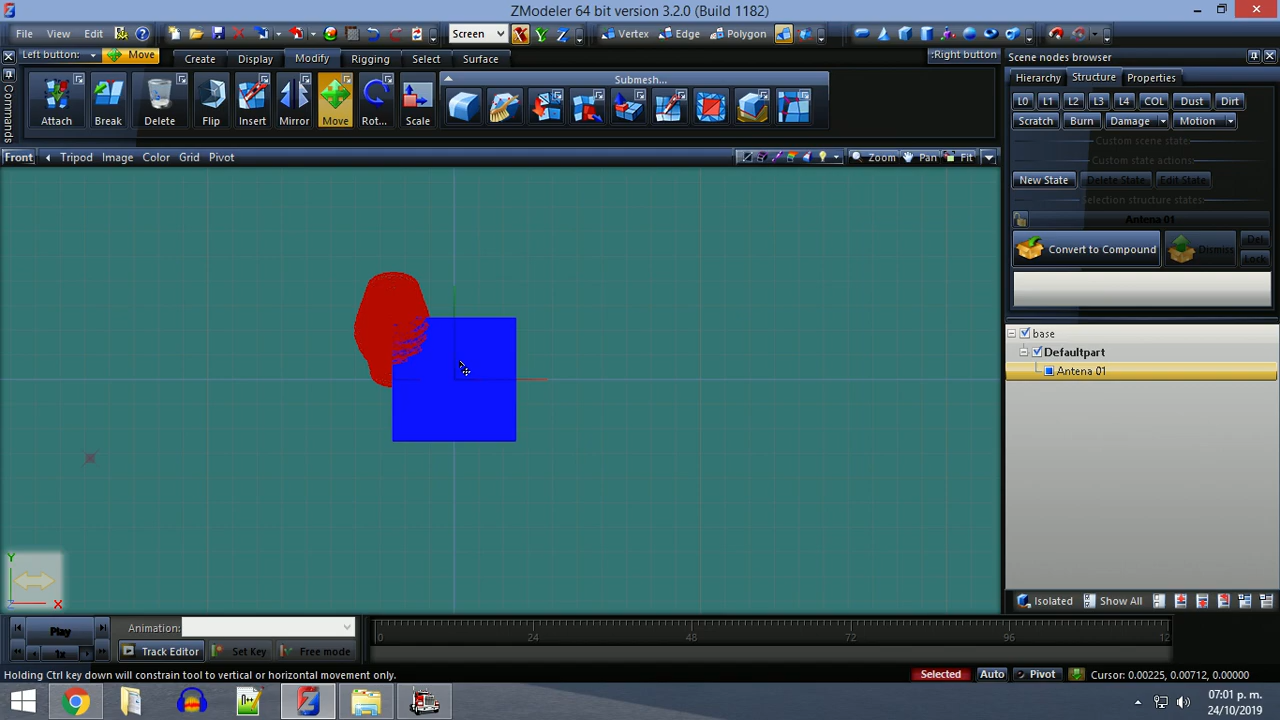 ZModeler 64 bit version 3.2.0 (Build 1182)
File View Edit Screen X Y Z Vertex Edge Polygon
Left button: Move Create Display Modify Rigging Select Surface :Right button
Commands
Attach Break Delete Flip Insert Mirror Move Rot... Scale
Submesh...
Front Tripod Image Color Grid Pivot Zoom Pan Fit
Scene nodes browser
Hierarchy Structure Properties
L0 L1 L2 L3 L4 COL Dust Dirt
Scratch Burn Damage Motion
Custom scene state:
Custom state actions:
New State Delete State Edit State
Selection structure states:
Antena 01
Convert to Compound Dismiss Del
Lock
base
Defaultpart
Antena 01
Isolated Show All
Y
Z X
Play Animation:
1x Track Editor Set Key Free mode
0 24 48 72 96 12
Holding Ctrl key down will constrain tool to vertical or horizontal movement only. Selected Auto Pivot Cursor: 0.00225, 0.00712, 0.00000
07:01 p. m.
24/10/2019